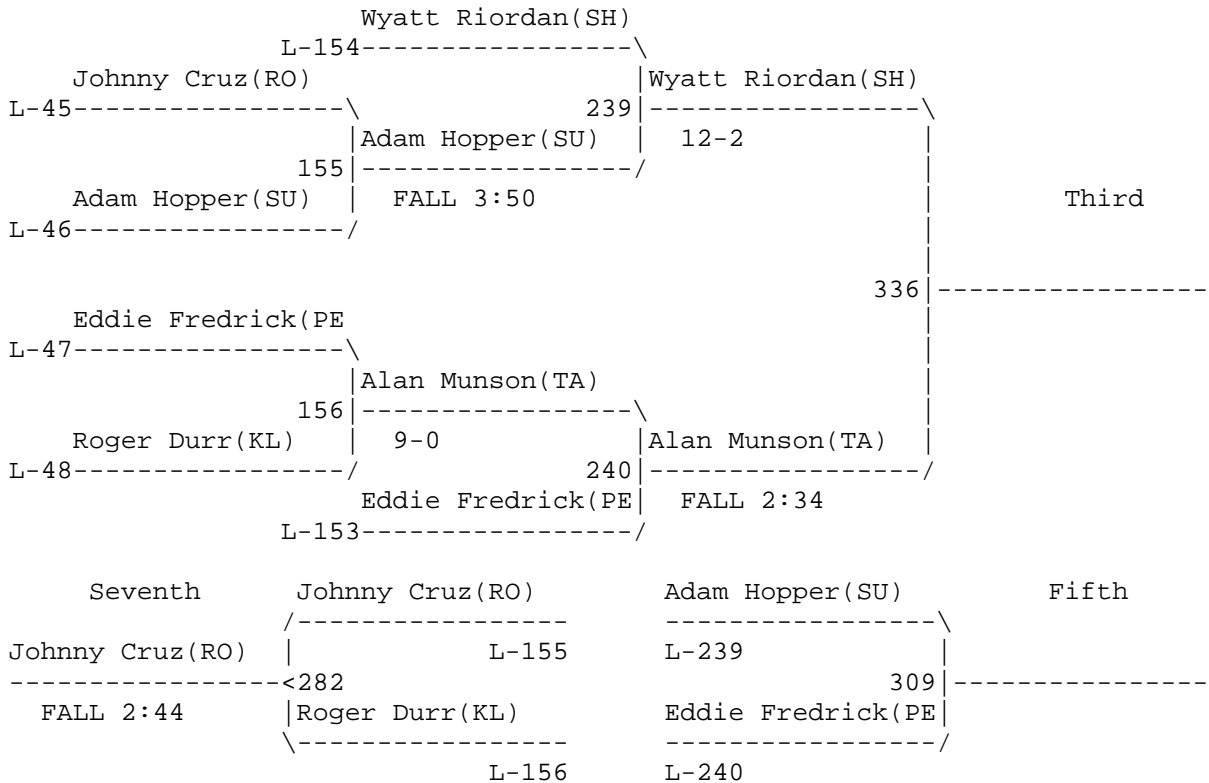 Wyatt Riordan(SH)
L-154-----------------\
Johnny Cruz(RO) |Wyatt Riordan(SH)
L-45-----------------\ 239|-----------------\
|Adam Hopper(SU) | 12-2 |
155|-----------------/ |
Adam Hopper(SU) | FALL 3:50 | Third
L-46-----------------/ |
|
336|-----------------
Eddie Fredrick(PE |
L-47-----------------\ |
|Alan Munson(TA) |
156|-----------------\ |
Roger Durr(KL) | 9-0 |Alan Munson(TA) |
L-48-----------------/ 240|-----------------/
Eddie Fredrick(PE| FALL 2:34
L-153-----------------/
Seventh Johnny Cruz(RO) Adam Hopper(SU) Fifth
/----------------- -----------------\
Johnny Cruz(RO) | L-155 L-239 |
-----------------<282 309|----------------
FALL 2:44 |Roger Durr(KL) Eddie Fredrick(PE|
\----------------- -----------------/
L-156 L-240